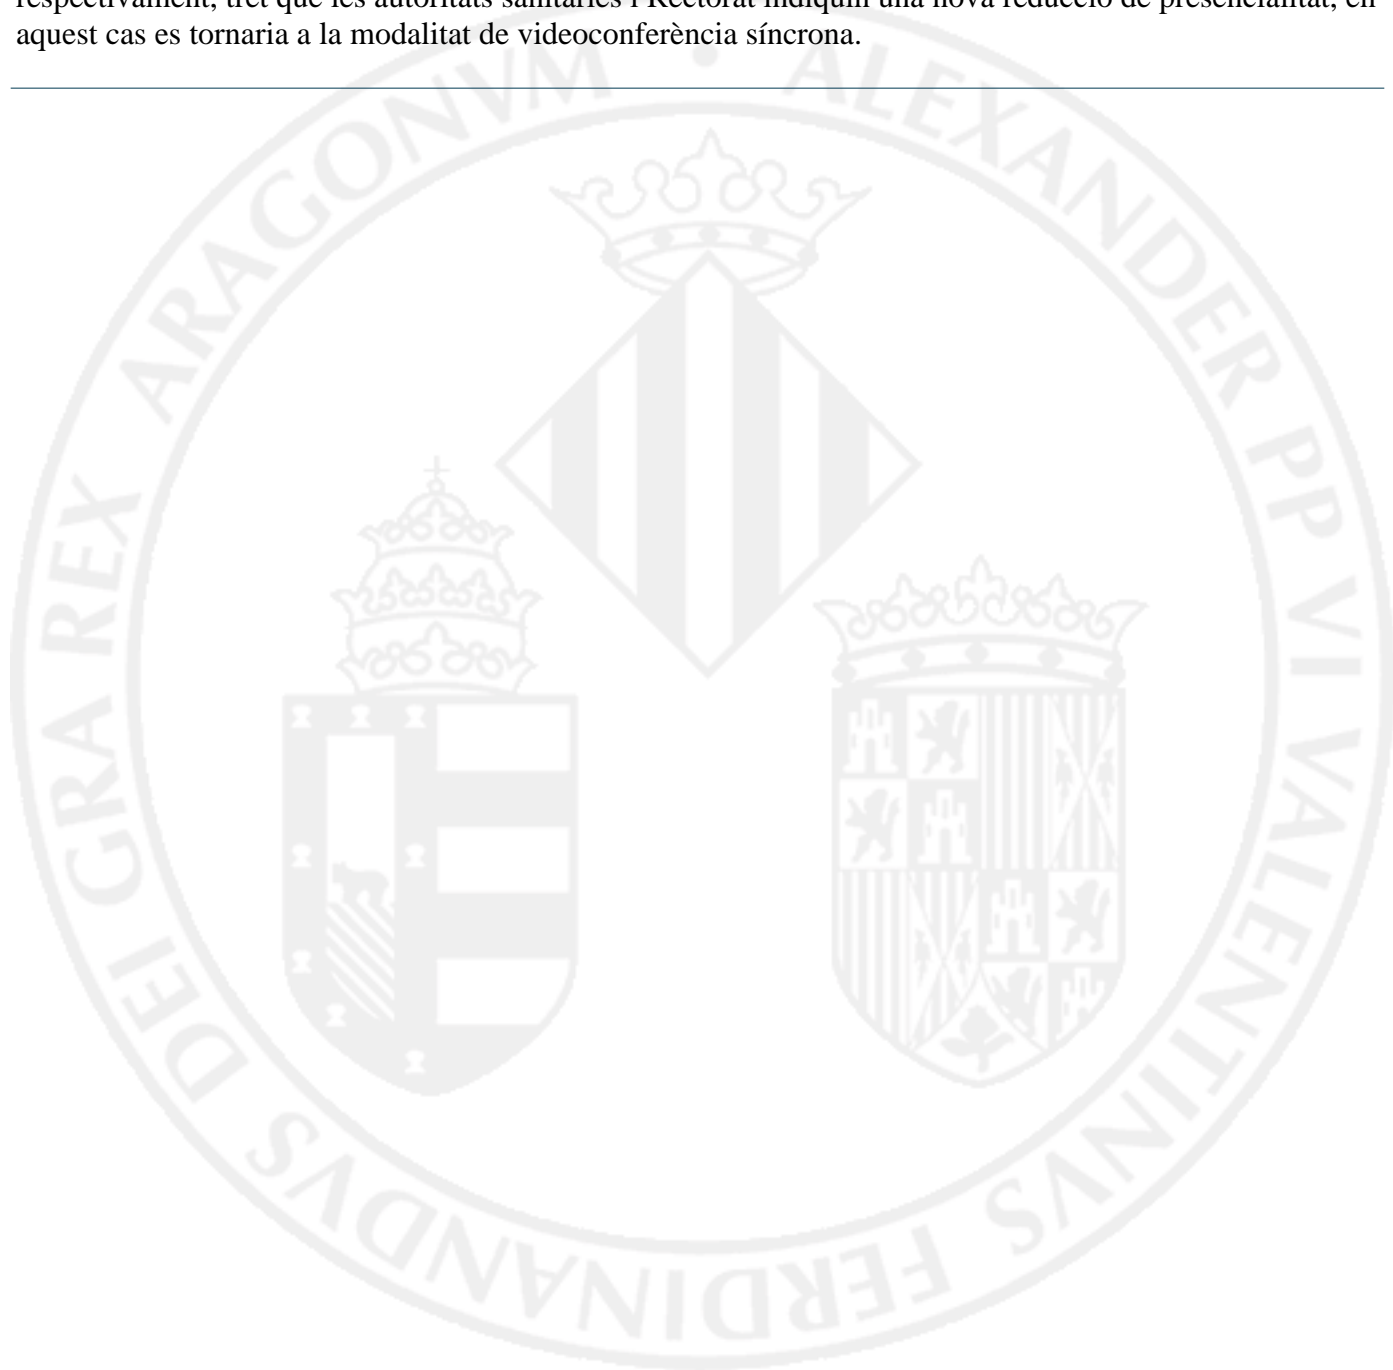 respectivament, tret que les autoritats sanitàries i Rectorat indiquin una nova reducció de presencialitat, en
aquest cas es tornaria a la modalitat de videoconferència síncrona.
ALEXANDER PP VI VALENTINVS FERDINANDVS DEI GRA REX ARAGONVM